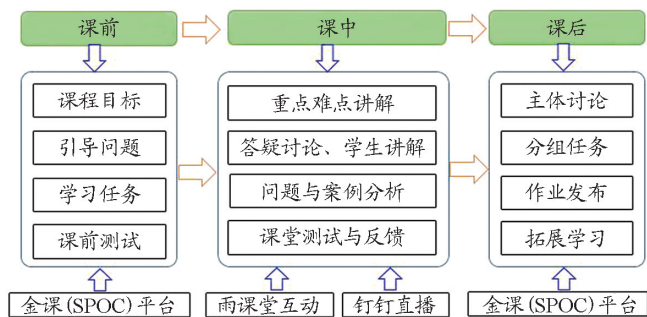 课前
课中
课后
课程目标
引导问题
学习任务
课前测试
重点难点讲解
答疑讨论、学生讲解
问题与案例分析
课堂测试与反馈
主体讨论
分组任务
作业发布
拓展学习
金课(SPOC)平台
雨课堂互动
钉钉直播
金课(SPOC)平台